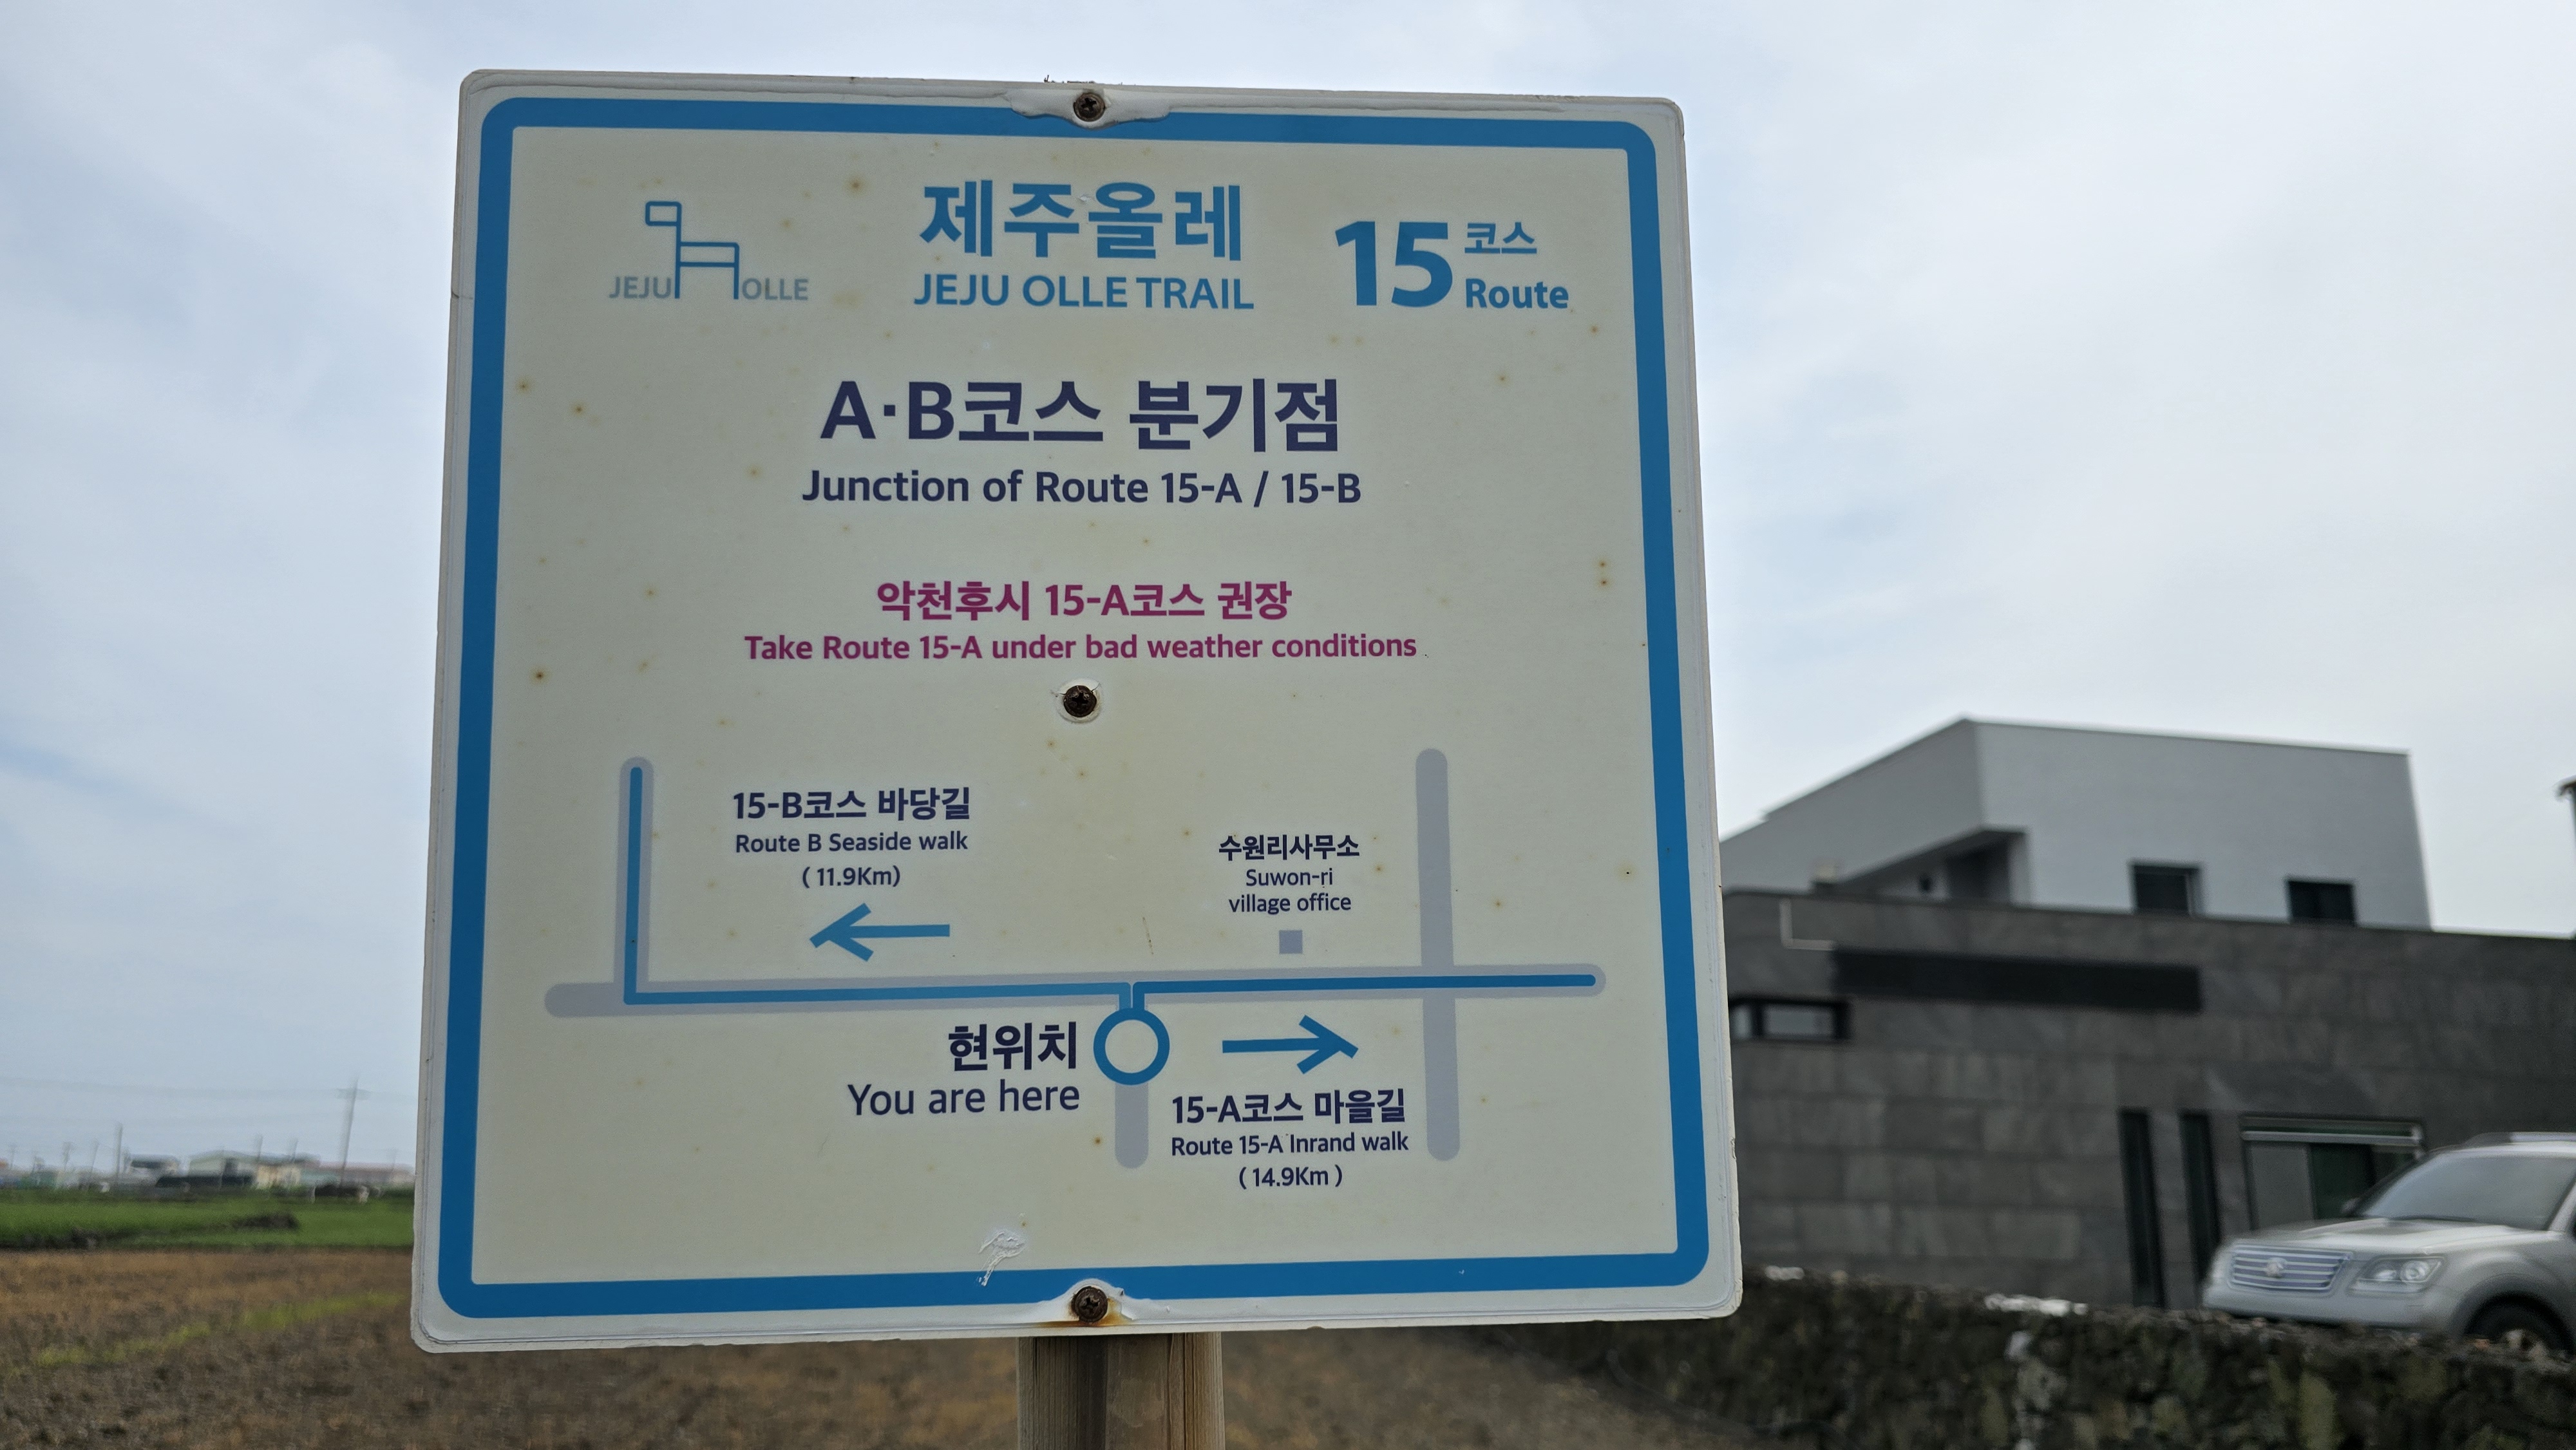 JEJU OLLE
제주올레
JEJU OLLE TRAIL
15 코스
Route
A·B코스 분기점
Junction of Route 15-A / 15-B
악천후시 15-A코스 권장
Take Route 15-A under bad weather conditions
15-B코스 바당길
Route B Seaside walk
( 11.9Km)
수원리사무소
Suwon-ri
village office
현위치
You are here
15-A코스 마을길
Route 15-A Inrand walk
( 14.9Km )